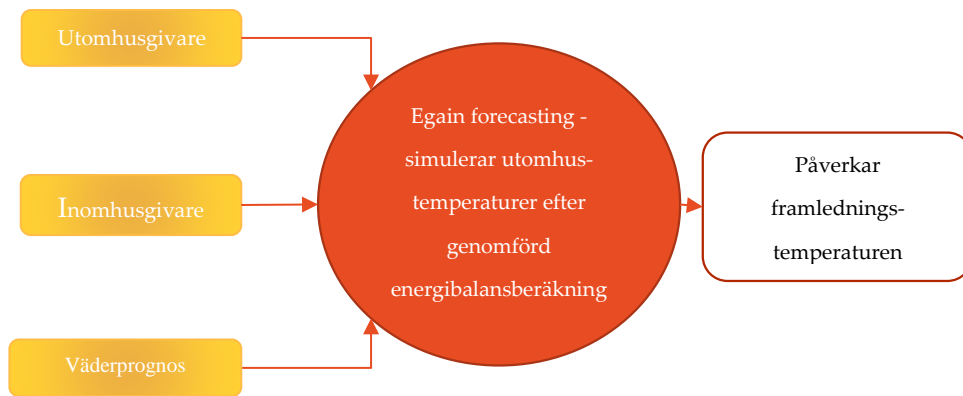 Utomhusgivare
Inomhusgivare
Väderprognos
Egain forecasting -
simulerar utomhus-
temperaturer efter
genomförd
energibalansberäkning
Påverkar
framlednings-
temperaturen